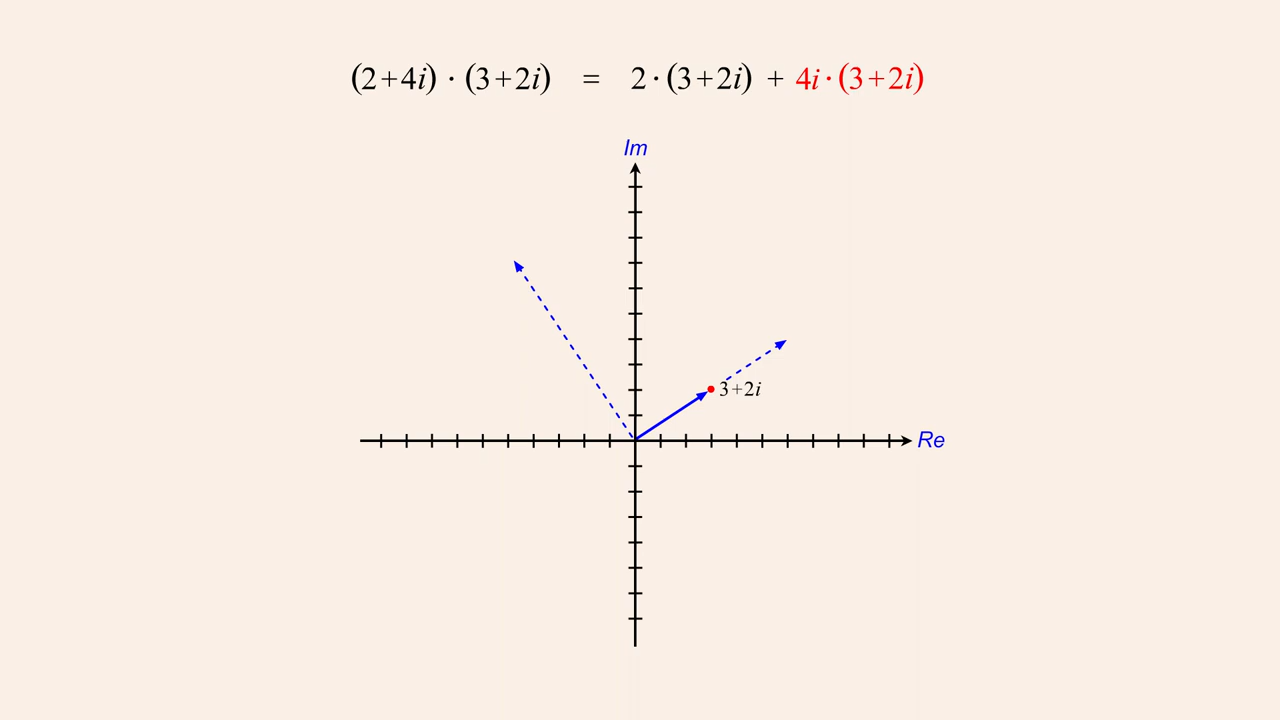 (2+4i) · (3+2i) = 2·(3+2i) + 4i·(3+2i)
Im
3+2i
Re